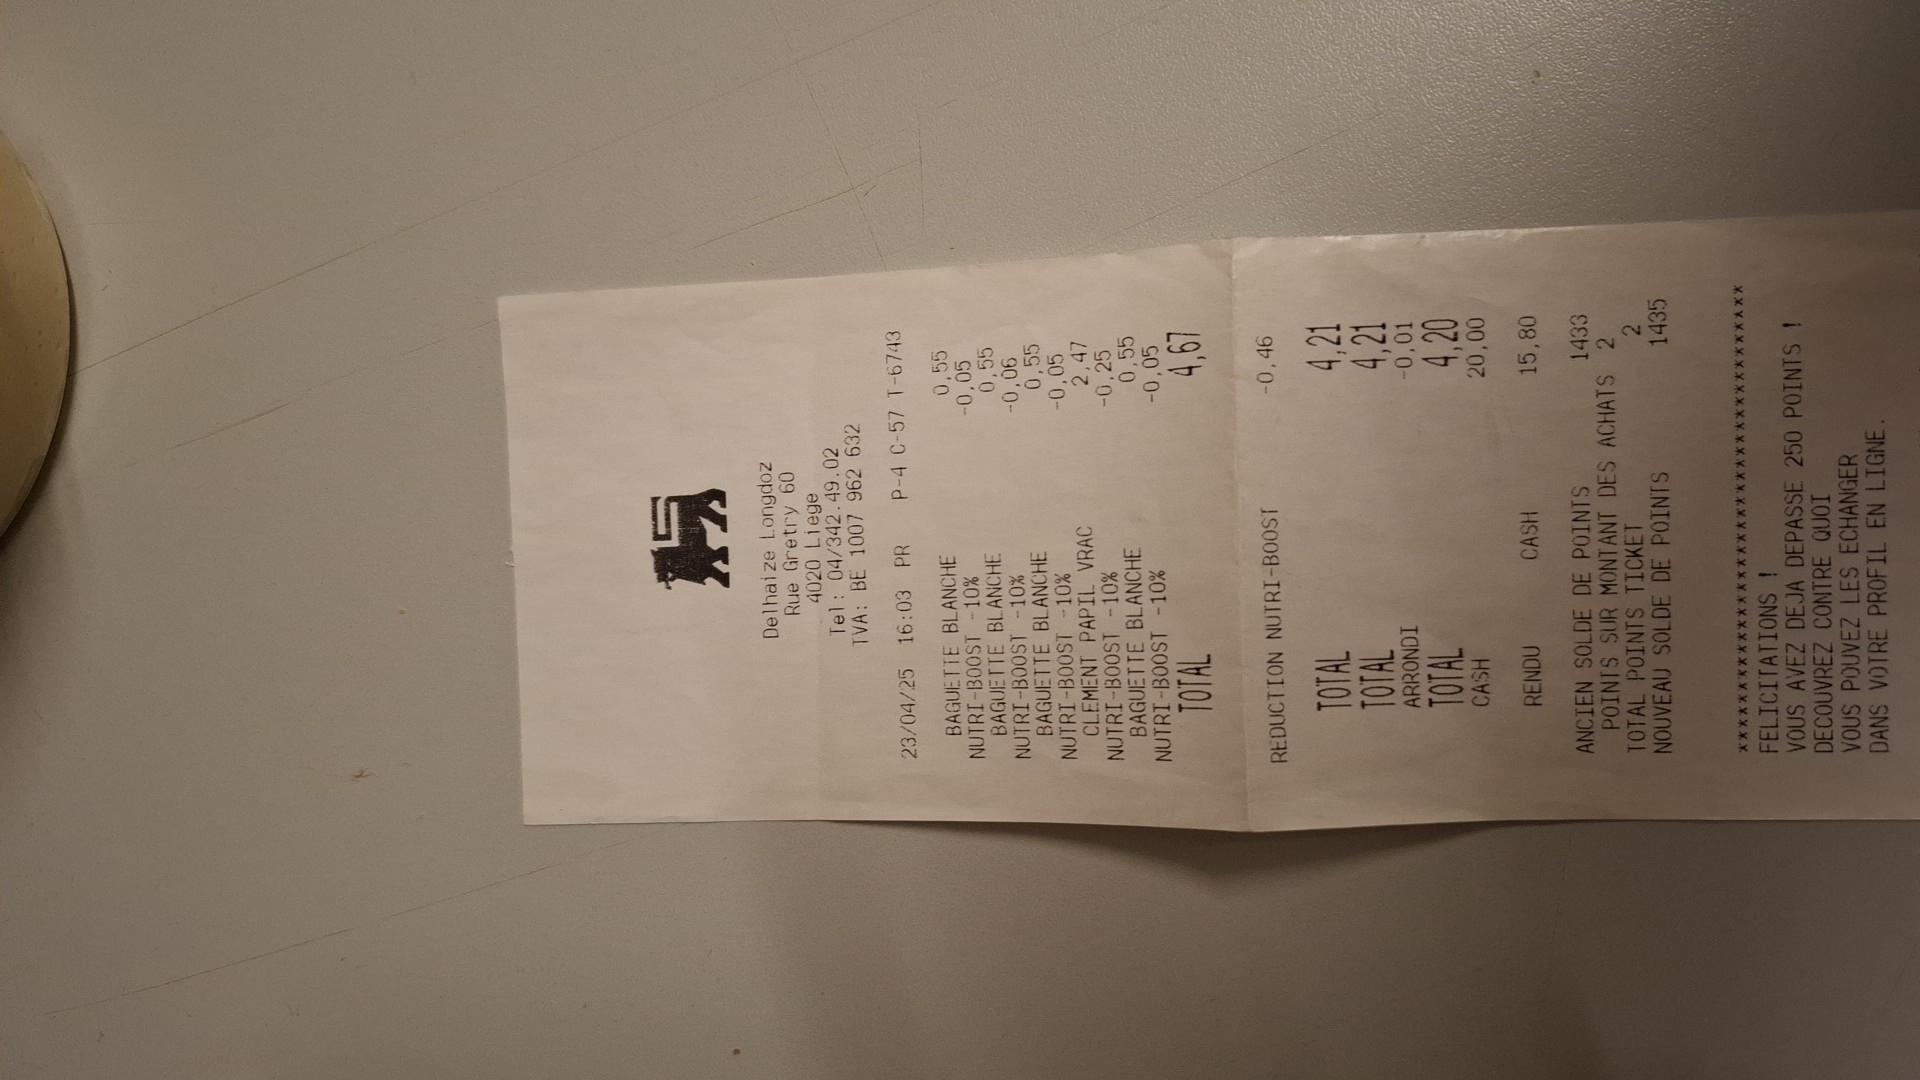 Delhaize Longdoz
Rue Gretry 60
4020 Liege
Tel: 04/342.49.02
TVA: BE 1007 962 632
23/04/25 16:03 PR P-4 C-57 T-6743
BAGUETTE BLANCHE 0,55
NUTRI-BOOST -10% -0,05
BAGUETTE BLANCHE 0,55
NUTRI-BOOST -10% -0,06
BAGUETTE BLANCHE 0,55
NUTRI-BOOST -10% -0,05
CLEMENT PAPIL VRAC 2,47
NUTRI-BOOST -10% -0,25
BAGUETTE BLANCHE 0,55
NUTRI-BOOST -10% -0,05
TOTAL 4,67
REDUCTION NUTRI-BOOST -0,46
TOTAL 4,21
TOTAL 4,21
ARRONDI -0,01
TOTAL 4,20
CASH 20,00
RENDU CASH 15,80
ANCIEN SOLDE DE POINTS 1433
POINTS SUR MONTANT DES ACHATS 2
TOTAL POINTS TICKET 2
NOUVEAU SOLDE DE POINTS 1435
****************************************
FELICITATIONS !
VOUS AVEZ DEJA DEPASSE 250 POINTS !
DECOUVREZ CONTRE QUOI
VOUS POUVEZ LES ECHANGER
DANS VOTRE PROFIL EN LIGNE.